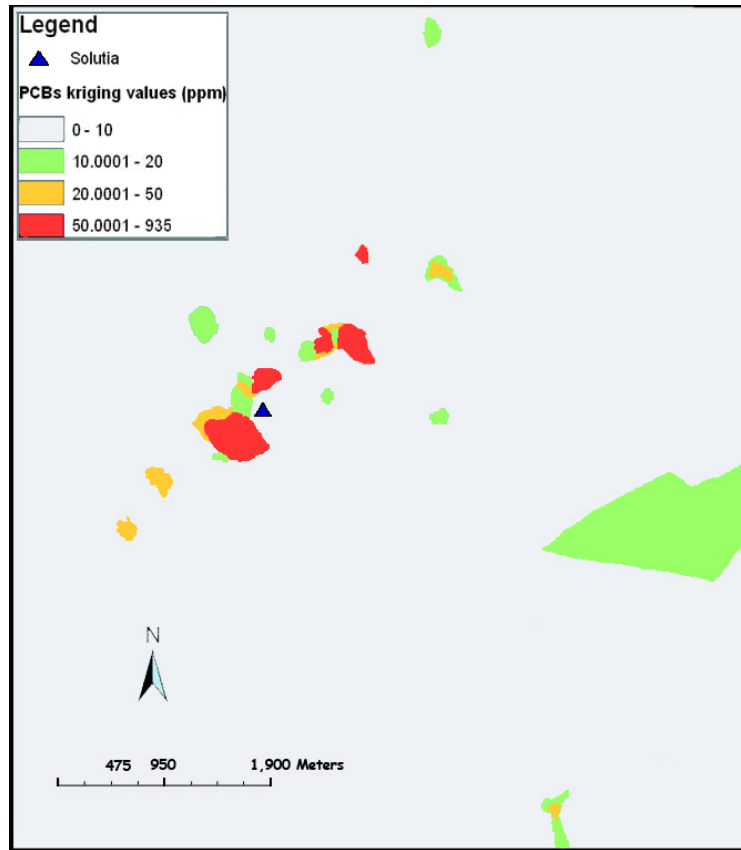 Legend
Solutia
PCBs kriging values (ppm)
0 - 10
10.0001 - 20
20.0001 - 50
50.0001 - 935
N
475 950 1,900 Meters